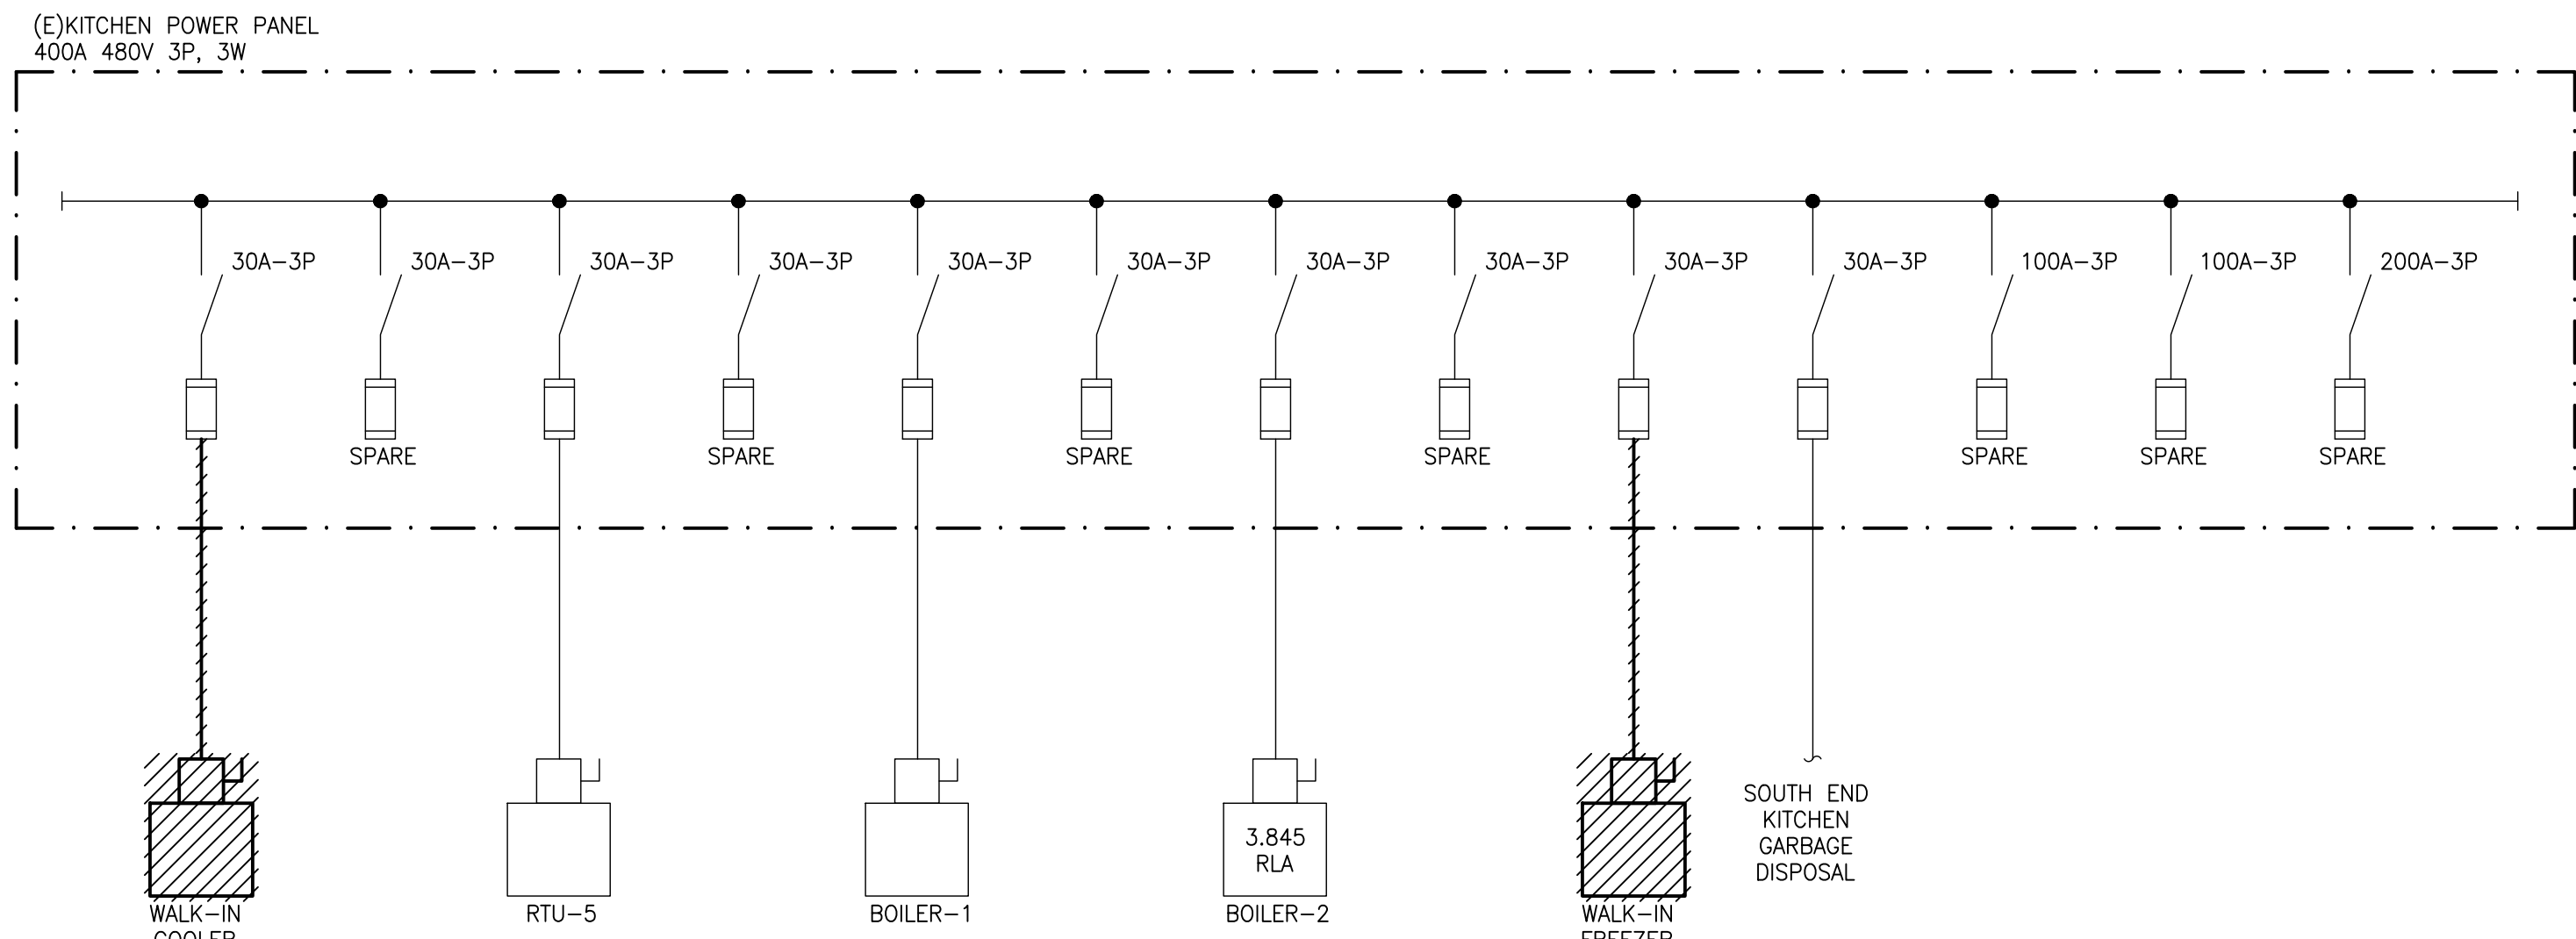 (E)KITCHEN POWER PANEL
400A 480V 3P, 3W
30A-3P
30A-3P
30A-3P
30A-3P
30A-3P
30A-3P
30A-3P
30A-3P
30A-3P
30A-3P
100A-3P
100A-3P
200A-3P
SPARE
SPARE
SPARE
SPARE
SPARE
SPARE
SPARE
WALK-IN
COOLER
RTU-5
BOILER-1
3.845
RLA
BOILER-2
WALK-IN
FREEZER
SOUTH END
KITCHEN
GARBAGE
DISPOSAL